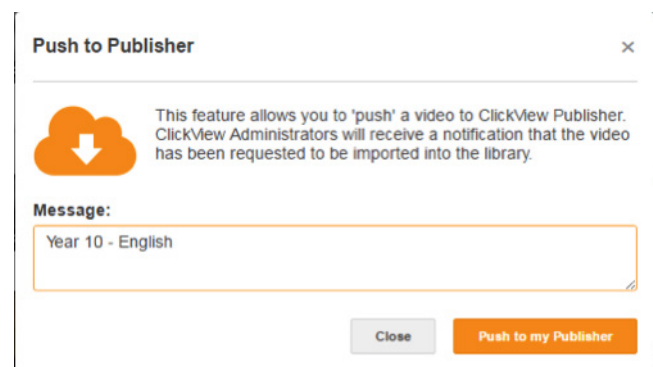 Push to Publisher
This feature allows you to 'push' a video to ClickView Publisher.
ClickView Administrators will receive a notification that the video
has been requested to be imported into the library.
Message:
Year 10 - English
Close
Push to my Publisher